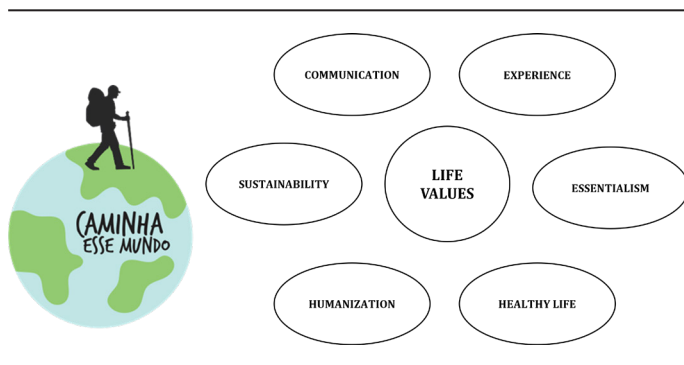 COMMUNICATION
EXPERIENCE
SUSTAINABILITY
LIFE
VALUES
ESSENTIALISM
CAMINHA
ESSE MUNDO
HUMANIZATION
HEALTHY LIFE